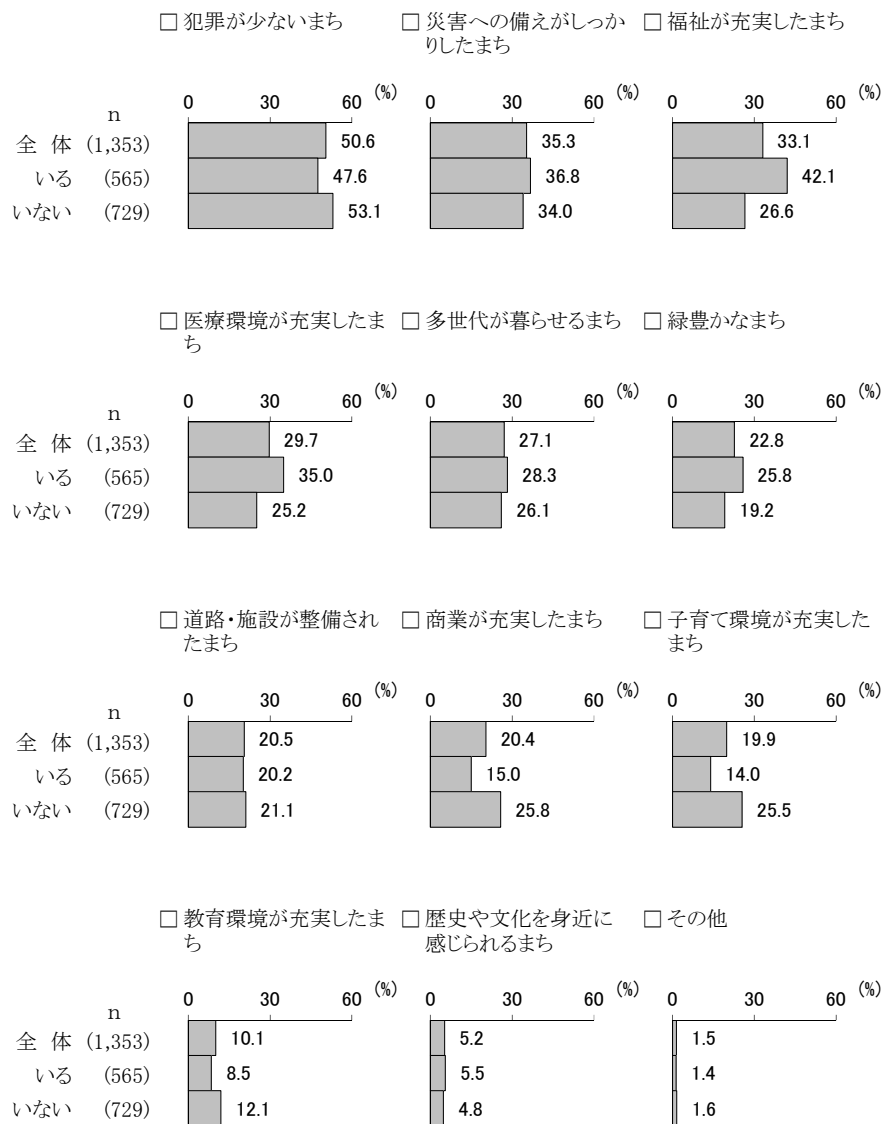 □ 犯罪が少ないまち
□ 災害への備えがしっか
りしたまち
□ 福祉が充実したまち
0 30 60 (%) 0 30 60 (%) 0 30 60 (%)
n
全 体 (1,353) 50.6 35.3 33.1
いる (565) 47.6 36.8 42.1
いない (729) 53.1 34.0 26.6
□ 医療環境が充実したま
ち
□ 多世代が暮らせるまち
□ 緑豊かなまち
0 30 60 (%) 0 30 60 (%) 0 30 60 (%)
n
全 体 (1,353) 29.7 27.1 22.8
いる (565) 35.0 28.3 25.8
いない (729) 25.2 26.1 19.2
□ 道路・施設が整備され
たまち
□ 商業が充実したまち
□ 子育て環境が充実した
まち
0 30 60 (%) 0 30 60 (%) 0 30 60 (%)
n
全 体 (1,353) 20.5 20.4 19.9
いる (565) 20.2 15.0 14.0
いない (729) 21.1 25.8 25.5
□ 教育環境が充実したま
ち
□ 歴史や文化を身近に
感じられるまち
□ その他
0 30 60 (%) 0 30 60 (%) 0 30 60 (%)
n
全 体 (1,353) 10.1 5.2 1.5
いる (565) 8.5 5.5 1.4
いない (729) 12.1 4.8 1.6